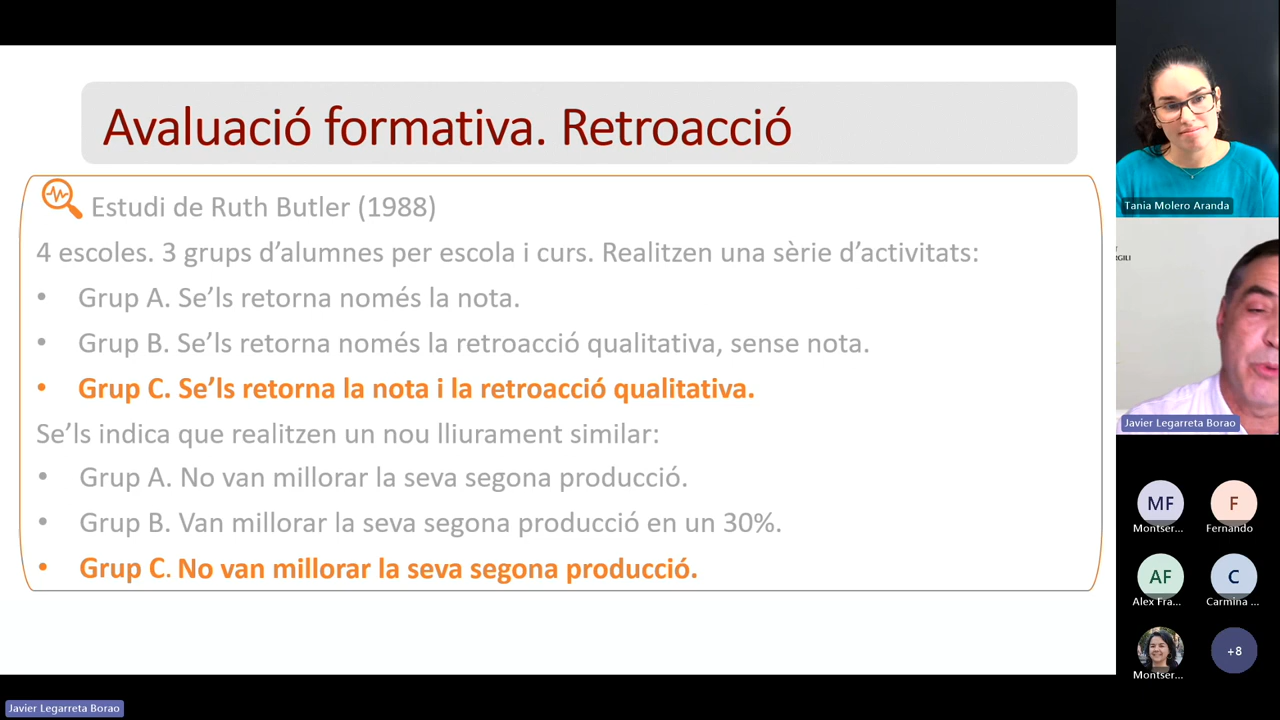 Avaluació formativa. Retroacció
Estudi de Ruth Butler (1988)
4 escoles. 3 grups d’alumnes per escola i curs. Realitzen una sèrie d’activitats:
• Grup A. Se’ls retorna només la nota.
• Grup B. Se’ls retorna només la retroacció qualitativa, sense nota.
• Grup C. Se’ls retorna la nota i la retroacció qualitativa.
Se’ls indica que realitzen un nou lliurament similar:
• Grup A. No van millorar la seva segona producció.
• Grup B. Van millorar la seva segona producció en un 30%.
• Grup C. No van millorar la seva segona producció.
Tania Molero Aranda
RGILI
Javier Legarreta Borao
MF
F
Montser...
Fernando
AF
C
Alex Fra...
Carmina ...
+8
Montser...
Javier Legarreta Borao